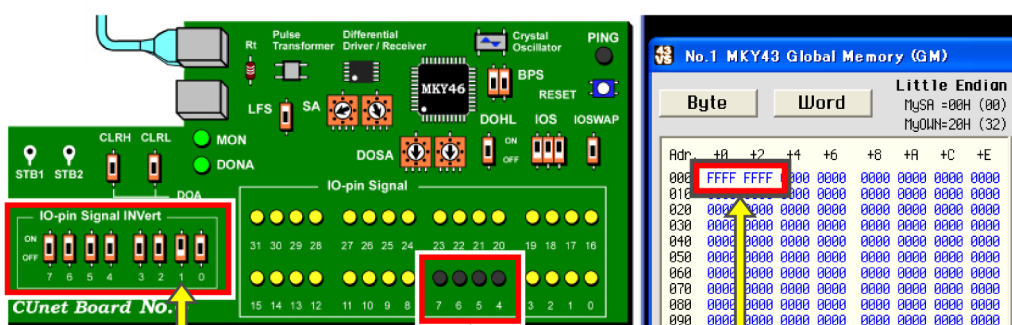 Rt
Pulse
Transformer
Differential
Driver / Receiver
Crystal
Oscillator
PING
MKY46
BPS
RESET
LFS
SA
DOHL
IOS
IOSWAP
ON
OFF
CLRH
CLRL
MON
DONA
DOSA
STB1
STB2
DOA
IO-pin Signal
IO-pin Signal INVert
ON
OFF
7 6 5 4 3 2 1 0
31 30 29 28 27 26 25 24 23 22 21 20 19 18 17 16
15 14 13 12 11 10 9 8 7 6 5 4 3 2 1 0
CUnet Board No.
No.1 MKY43 Global Memory (GM)
Byte
Word
Little Endian
MySA =00H (00)
MyOWN=20H (32)
Adr. +0 +2 +4 +6 +8 +A +C +E
000 FFFF FFFF 0000 0000 0000 0000 0000 0000
010 0000 0000 0000 0000 0000 0000
020 0000 0000 0000 0000 0000 0000 0000
030 0000 0000 0000 0000 0000 0000 0000
040 0000 0000 0000 0000 0000 0000 0000
050 0000 0000 0000 0000 0000 0000 0000
060 0000 0000 0000 0000 0000 0000 0000
070 0000 0000 0000 0000 0000 0000 0000
080 0000 0000 0000 0000 0000 0000 0000
090 0000 0000 0000 0000 0000 0000 0000